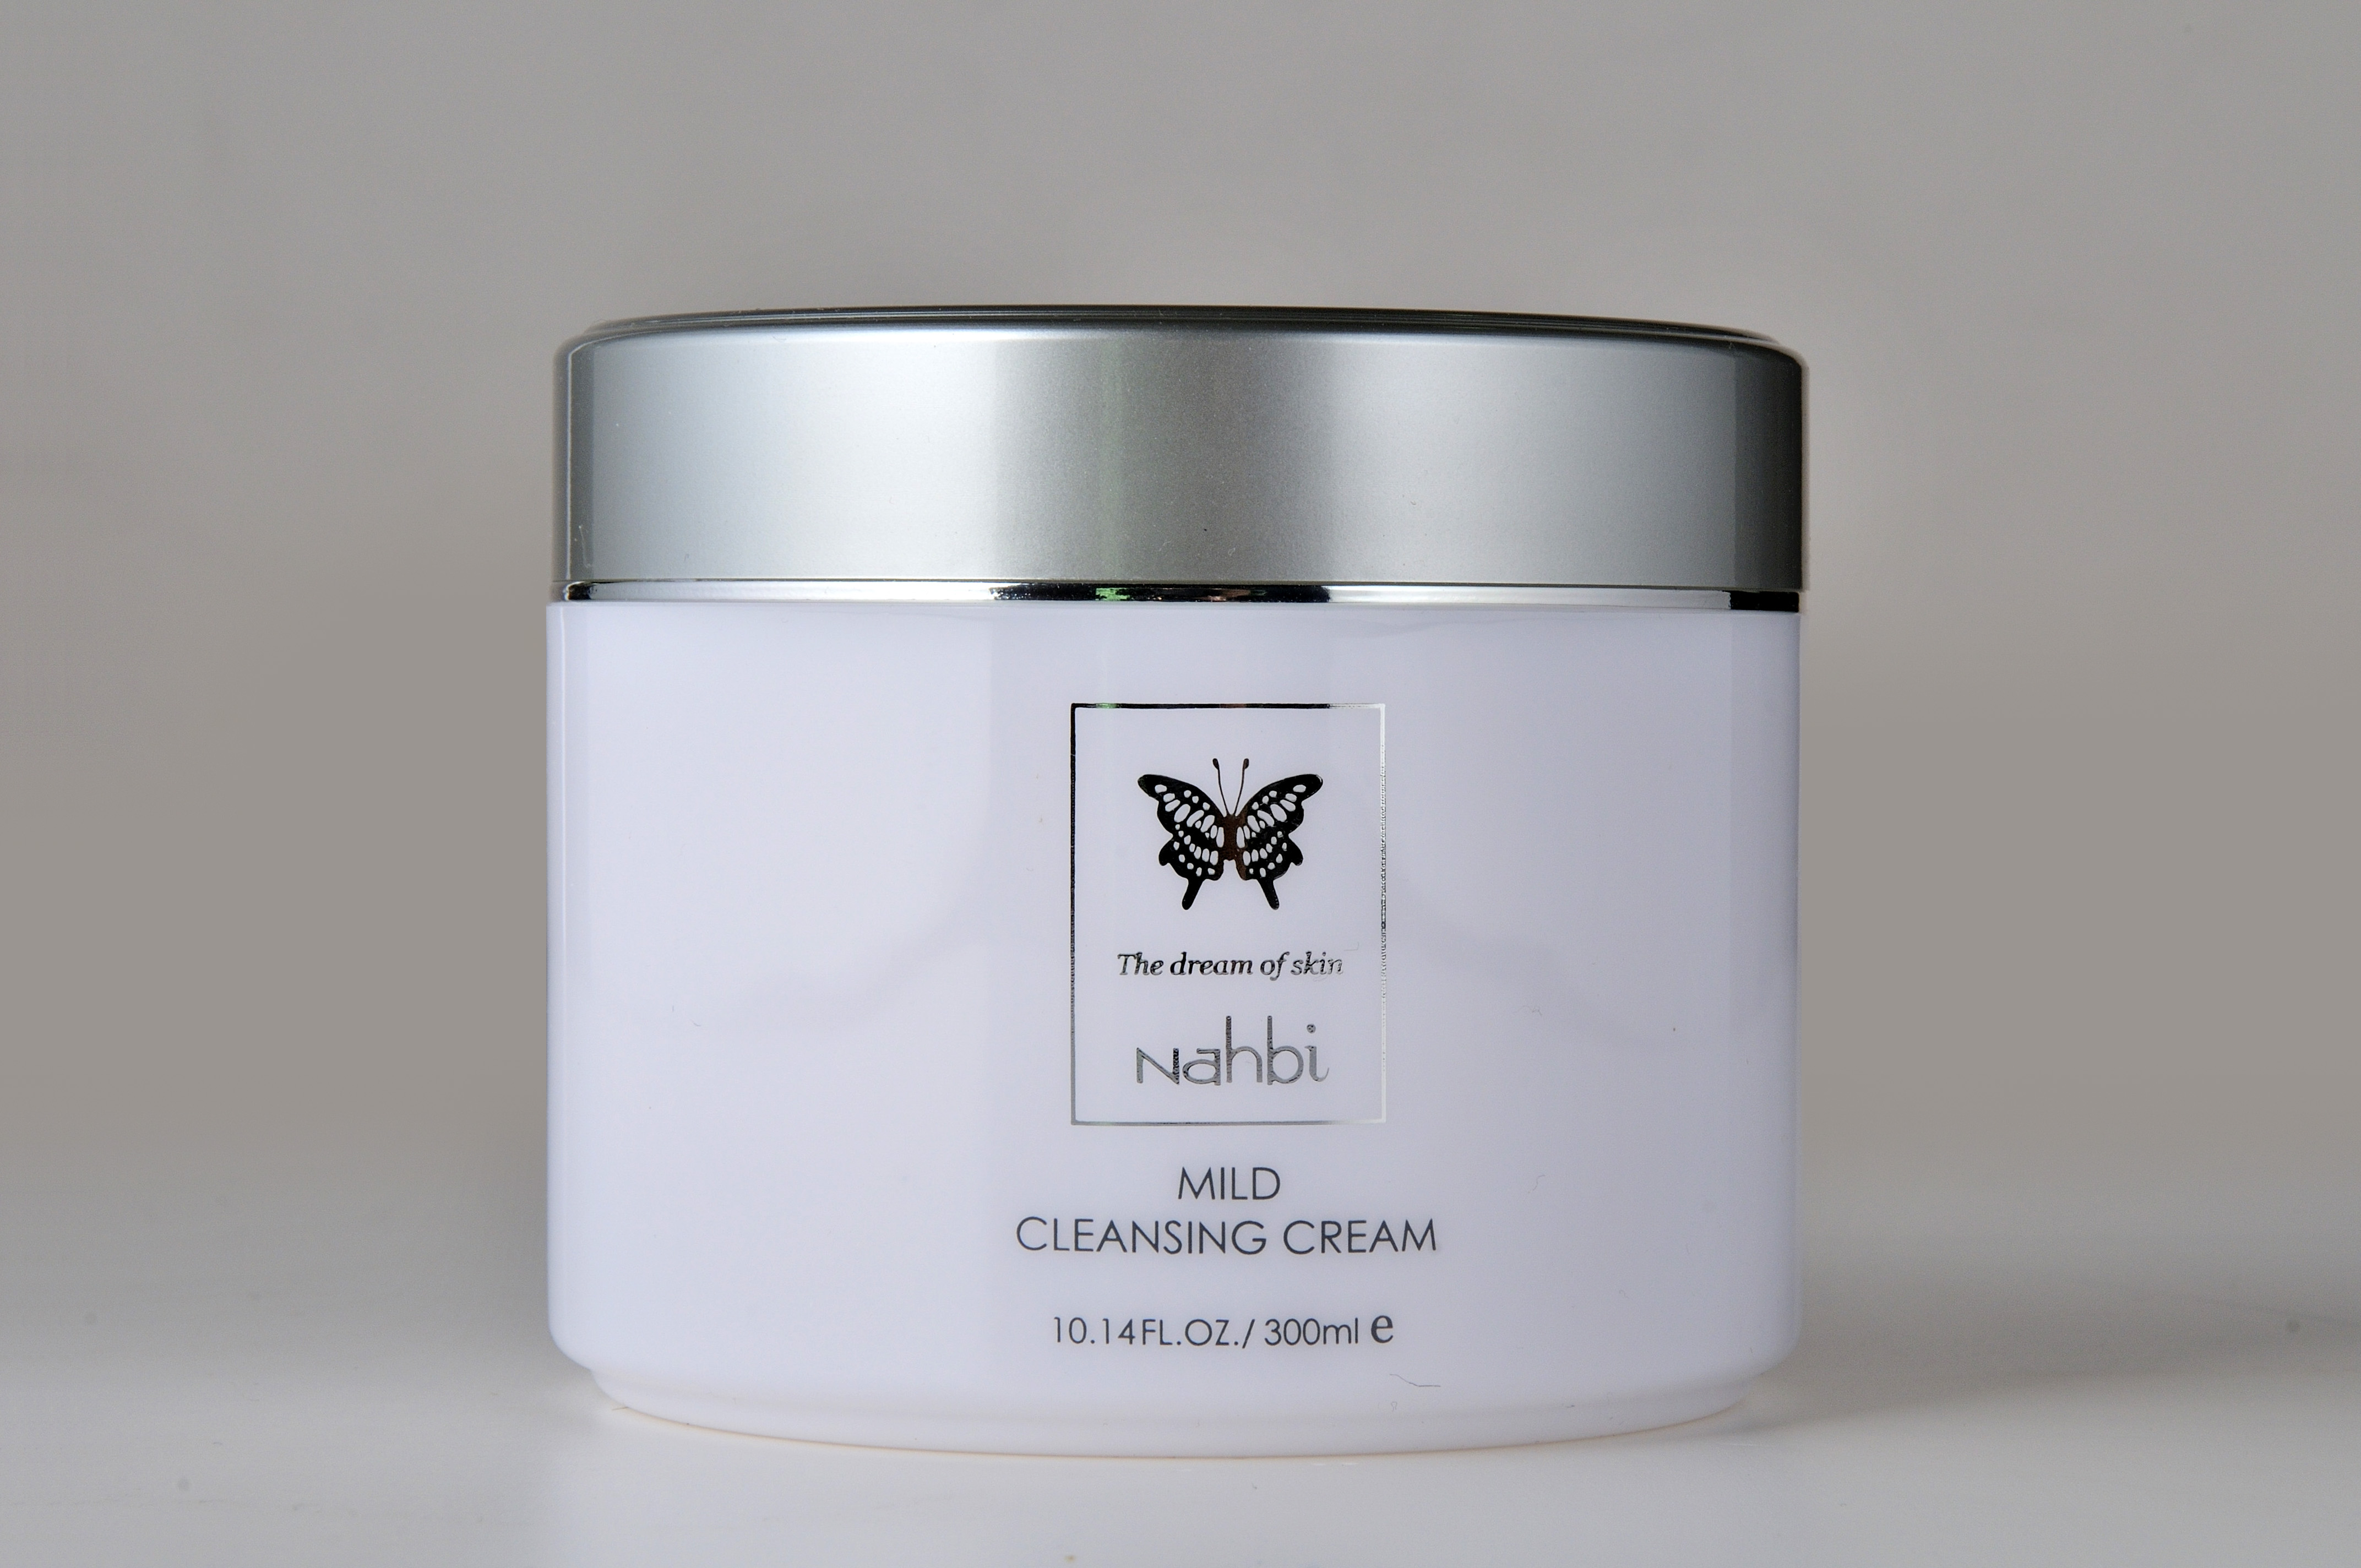 The dream of skin
Nahbi
MILD
CLEANSING CREAM
10.14FL.OZ./ 300ml e